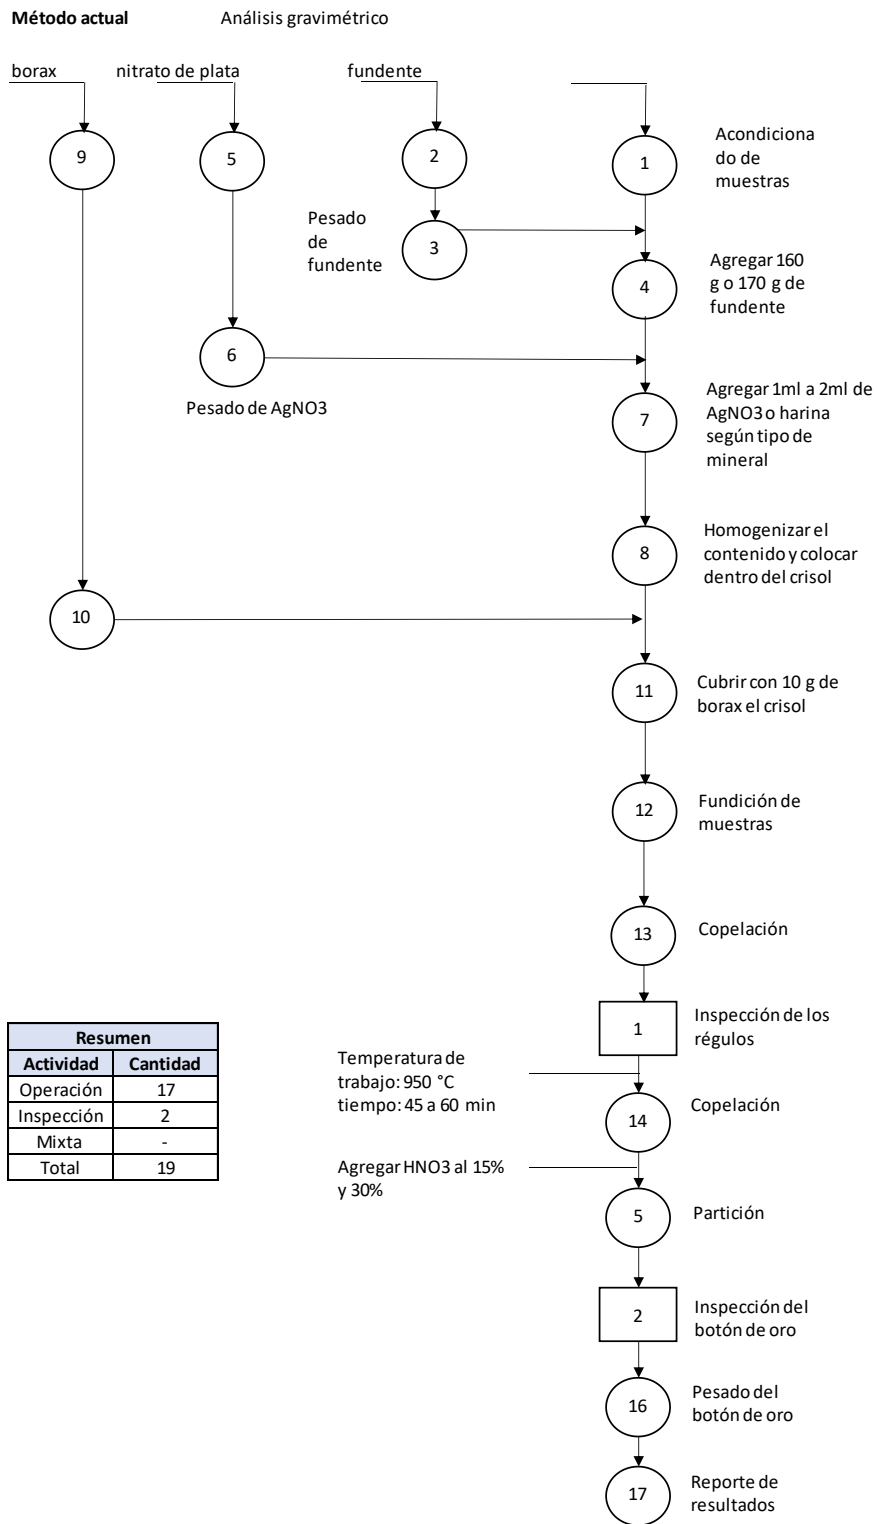 Método actual Análisis gravimétrico
borax nitrato de plata fundente
9 5 2 1
Acondiciona
do de
muestras
Pesado
de
fundente
3
4
Agregar 160
g o 170 g de
fundente
6
Pesado de AgNO3
7
Agregar 1ml a 2ml de
AgNO3 o harina
según tipo de
mineral
8
Homogenizar el
contenido y colocar
dentro del crisol
10
11
Cubrir con 10 g de
borax el crisol
12
Fundición de
muestras
13
Copelación
1
Inspección de los
régulos
Resumen
Actividad Cantidad
Operación 17
Inspección 2
Mixta -
Total 19
Temperatura de
trabajo: 950 °C
tiempo: 45 a 60 min
14
Copelación
Agregar HNO3 al 15%
y 30%
5
Partición
2
Inspección del
botón de oro
16
Pesado del
botón de oro
17
Reporte de
resultados